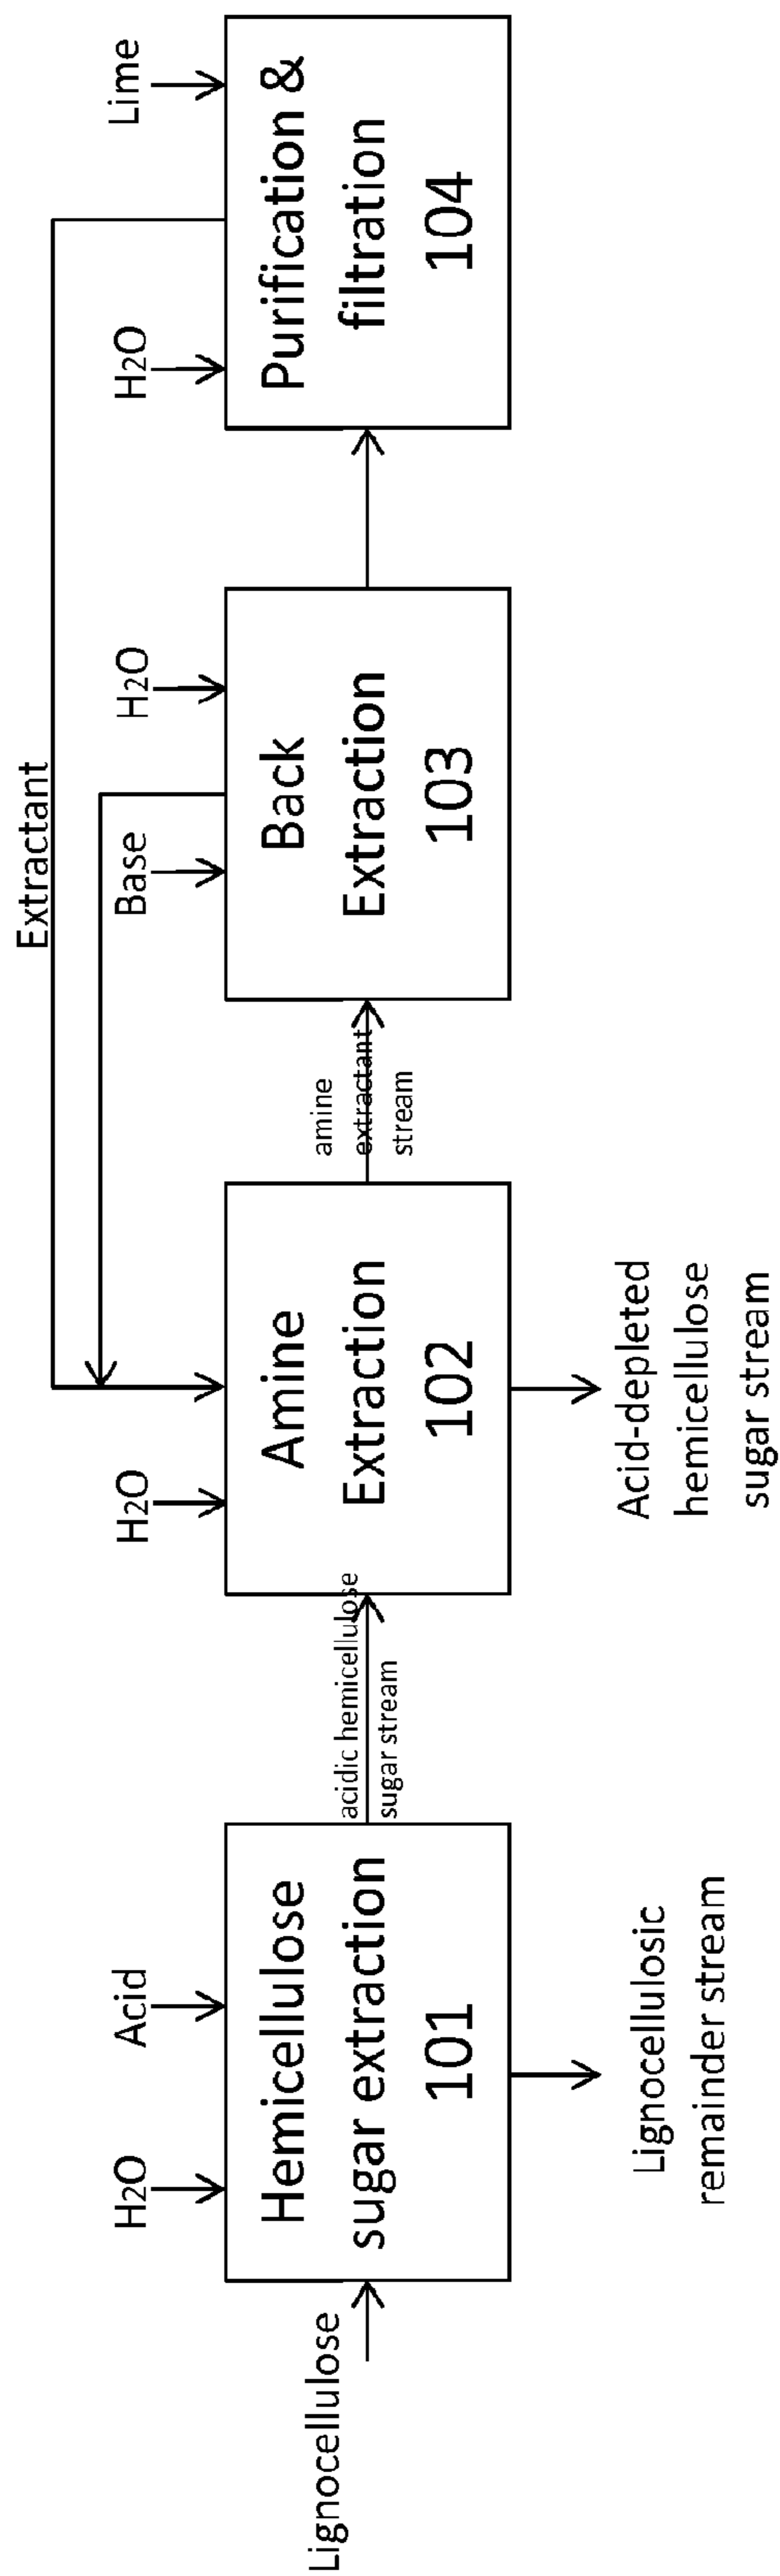 Lignocellulose
H2O
Acid
Hemicellulose
sugar extraction
101
Lignocellulosic
remainder stream
acidic hemicellulose
sugar stream
H2O
Amine
Extraction
102
Acid-depleted
hemicellulose
sugar stream
amine
extractant
stream
Extractant
Base
H2O
Back
Extraction
103
H2O
Lime
Purification &
filtration
104